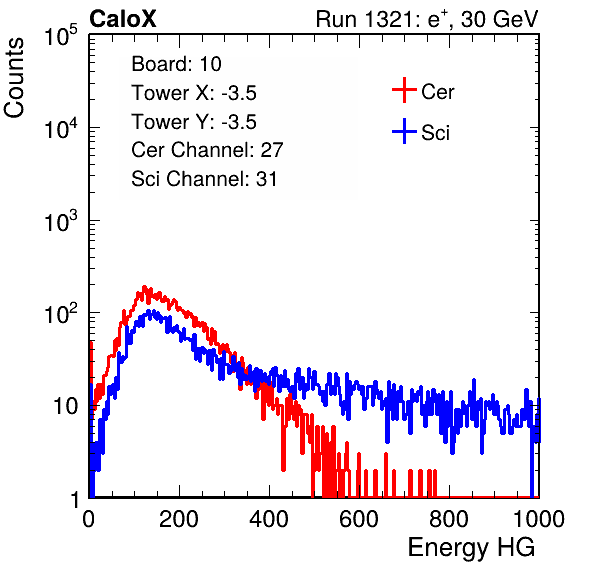 CaloX Run 1321: e⁺, 30 GeV
Counts
10⁵
10⁴
10³
10²
10
1
Board: 10
Tower X: -3.5
Tower Y: -3.5
Cer Channel: 27
Sci Channel: 31
Cer
Sci
0 200 400 600 800 1000
Energy HG